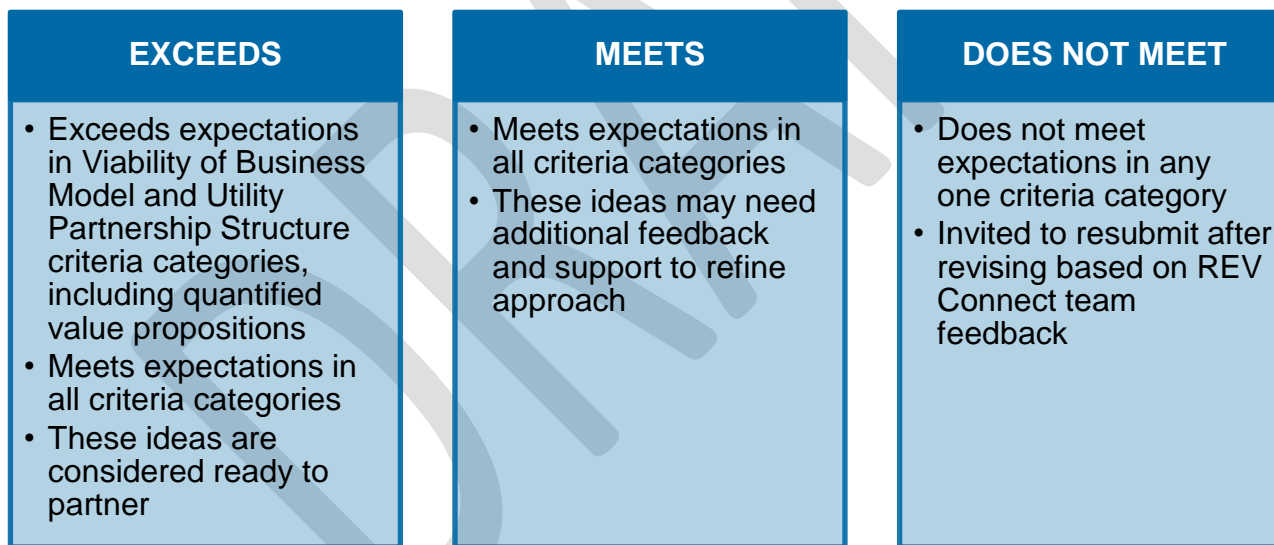 EXCEEDS
• Exceeds expectations
in Viability of Business
Model and Utility
Partnership Structure
criteria categories,
including quantified
value propositions
• Meets expectations in
all criteria categories
• These ideas are
considered ready to
partner
MEETS
• Meets expectations in
all criteria categories
• These ideas may need
additional feedback
and support to refine
approach
DOES NOT MEET
• Does not meet
expectations in any
one criteria category
• Invited to resubmit after
revising based on REV
Connect team
feedback
DRA